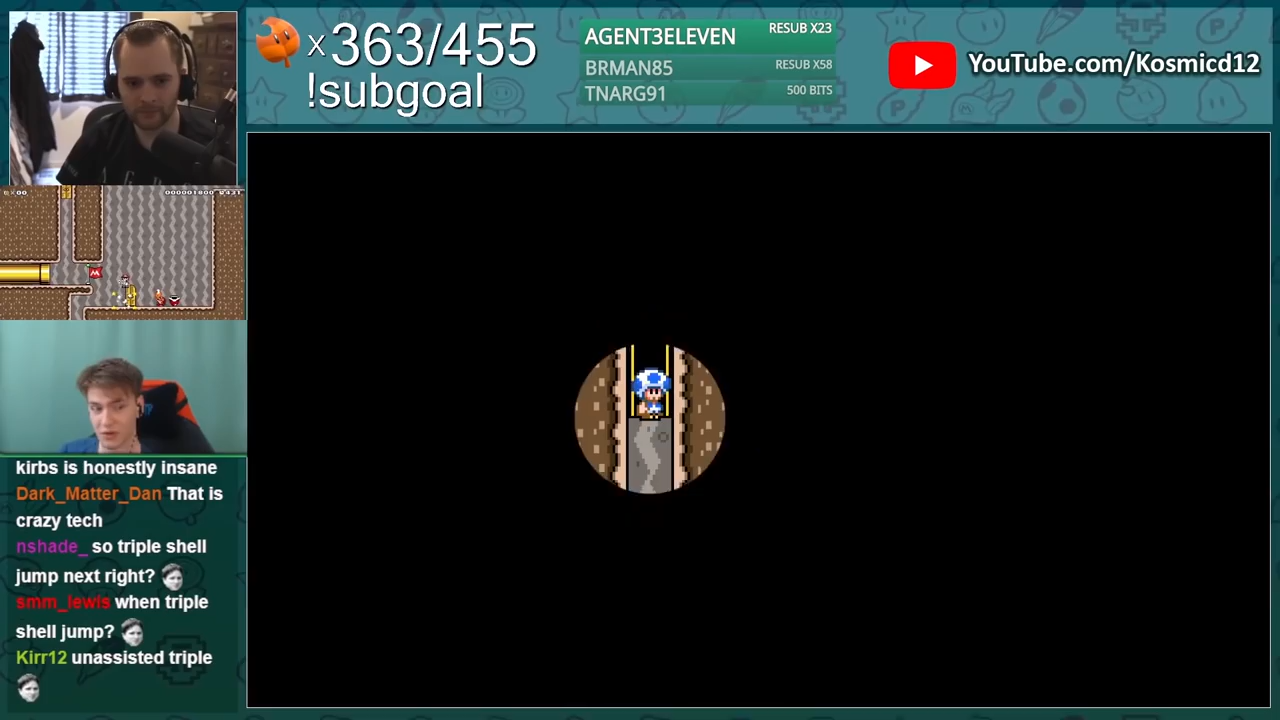 x 363/455
!subgoal
AGENT3ELEVEN RESUB X23
BRMAN85 RESUB X58
TNARG91 500 BITS
YouTube.com/Kosmicd12
M
kirbs is honestly insane
Dark_Matter_Dan That is
crazy tech
nshade_ so triple shell
jump next right?
smm_lewis when triple
shell jump?
Kirr12 unassisted triple